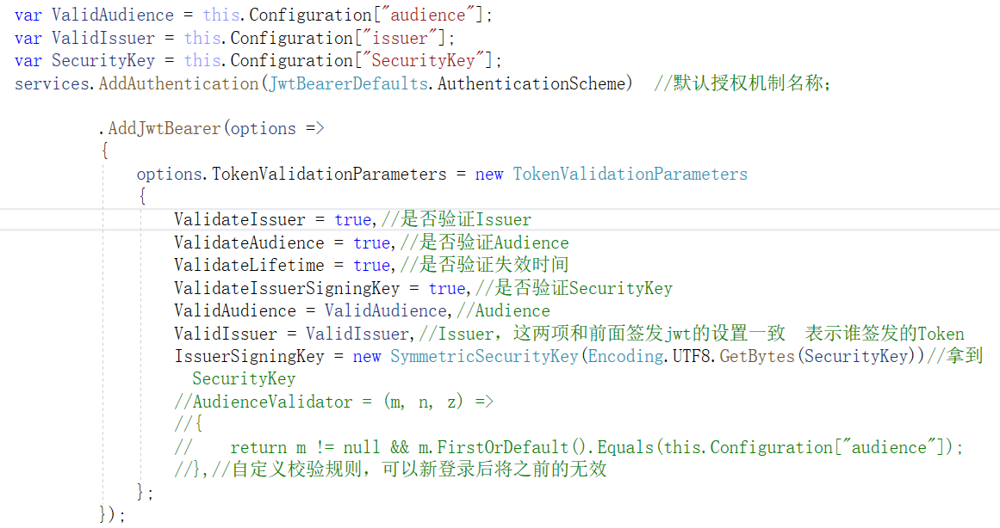 var ValidAudience = this.Configuration["audience"];
var ValidIssuer = this.Configuration["issuer"];
var SecurityKey = this.Configuration["SecurityKey"];
services.AddAuthentication(JwtBearerDefaults.AuthenticationScheme)  //默认授权机制名称;
.AddJwtBearer(options =>
{
options.TokenValidationParameters = new TokenValidationParameters
{
ValidateIssuer = true,//是否验证Issuer
ValidateAudience = true,//是否验证Audience
ValidateLifetime = true,//是否验证失效时间
ValidateIssuerSigningKey = true,//是否验证SecurityKey
ValidAudience = ValidAudience,//Audience
ValidIssuer = ValidIssuer,//Issuer，这两项和前面签发jwt的设置一致  表示谁签发的Token
IssuerSigningKey = new SymmetricSecurityKey(Encoding.UTF8.GetBytes(SecurityKey))//拿到
SecurityKey
//AudienceValidator = (m, n, z) =>
//{
//    return m != null && m.FirstOrDefault().Equals(this.Configuration["audience"]);
//},//自定义校验规则，可以新登录后将之前的无效
};
});